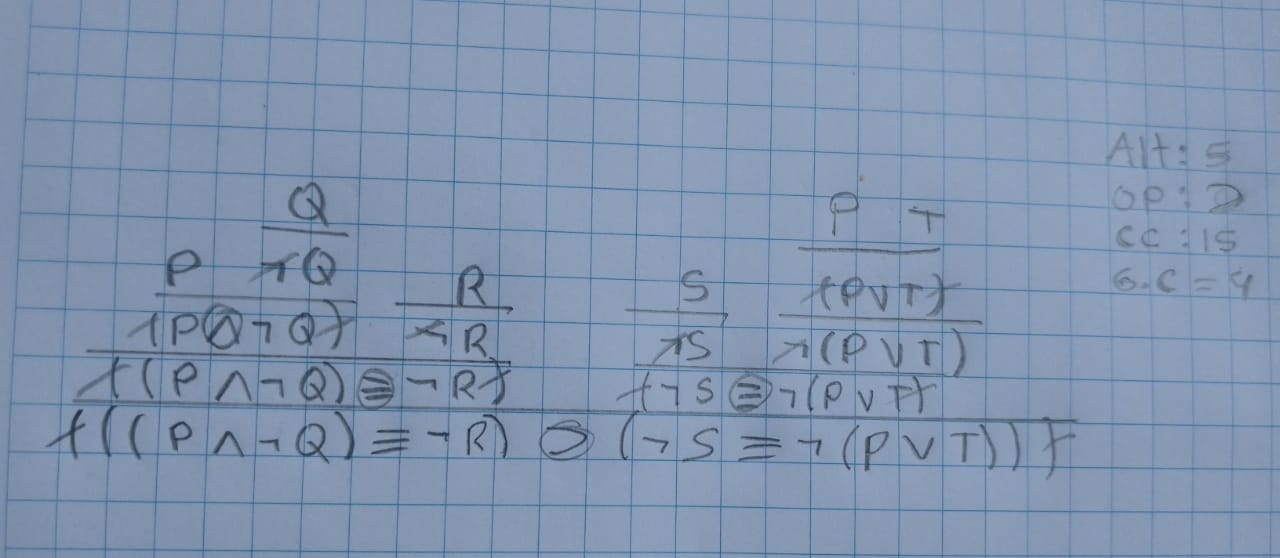 Q
P ¬Q R
(P∧¬Q) ¬R
((P∧¬Q)≡¬R)
P T
S (P∨T)
¬S ¬(P∨T)
(¬S≡¬(P∨T))
(((P∧¬Q)≡¬R) ⊃ (¬S≡¬(P∨T)))
Alt: 5
OP: D
CC: 15
G.C = 4